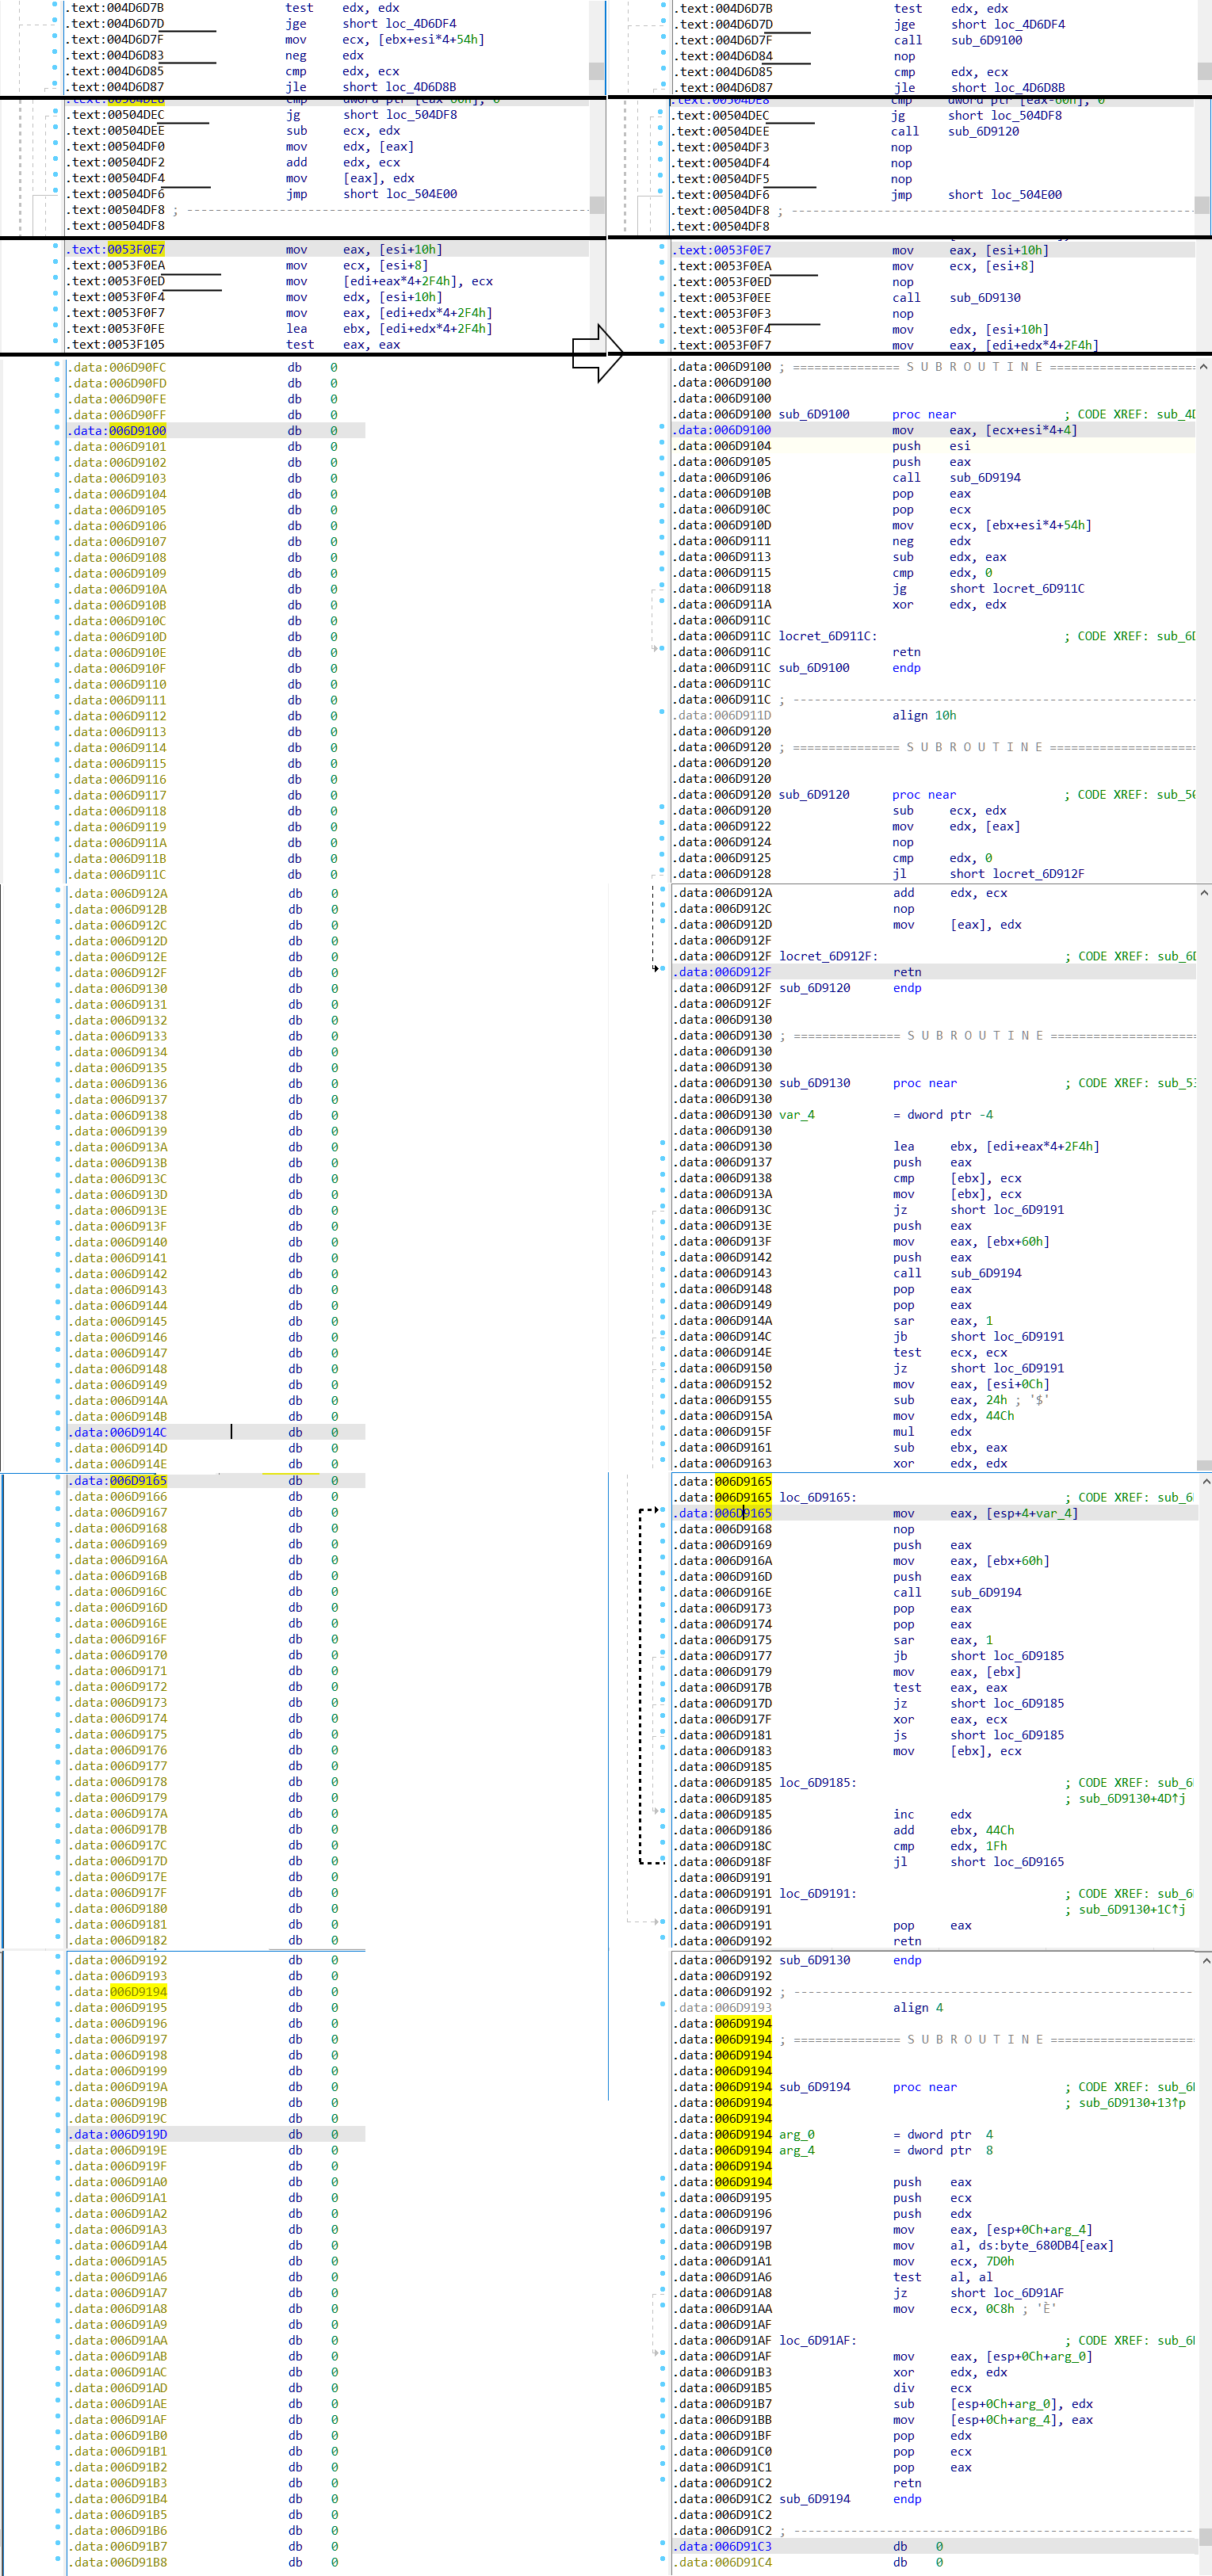 .text:004D6D7B test edx, edx
.text:004D6D7D jge short loc_4D6DF4
.text:004D6D7F mov ecx, [ebx+esi*4+54h]
.text:004D6D83 neg edx
.text:004D6D85 cmp edx, ecx
.text:004D6D87 jle short loc_4D6D8B
.text:004D6D7B test edx, edx
.text:004D6D7D jge short loc_4D6DF4
.text:004D6D7F call sub_6D9100
.text:004D6D84 nop
.text:004D6D85 cmp edx, ecx
.text:004D6D87 jle short loc_4D6D8B
.text:00504DE8 cmp dword ptr [eax-60h], 0
.text:00504DEC jg short loc_504DF8
.text:00504DEE sub ecx, edx
.text:00504DF0 mov edx, [eax]
.text:00504DF2 add edx, ecx
.text:00504DF4 mov [eax], edx
.text:00504DF6 jmp short loc_504E00
.text:00504DF8 ; ---------------------------------------------------------
.text:00504DF8
.text:00504DE8 cmp dword ptr [eax-60h], 0
.text:00504DEC jg short loc_504DF8
.text:00504DEE call sub_6D9120
.text:00504DF3 nop
.text:00504DF4 nop
.text:00504DF5 nop
.text:00504DF6 jmp short loc_504E00
.text:00504DF8 ; ---------------------------------------------------------
.text:00504DF8
.text:0053F0E7 mov eax, [esi+10h]
.text:0053F0EA mov ecx, [esi+8]
.text:0053F0ED mov [edi+eax*4+2F4h], ecx
.text:0053F0F4 mov edx, [esi+10h]
.text:0053F0F7 mov eax, [edi+edx*4+2F4h]
.text:0053F0FE lea ebx, [edi+edx*4+2F4h]
.text:0053F105 test eax, eax
.text:0053F0E7 mov eax, [esi+10h]
.text:0053F0EA mov ecx, [esi+8]
.text:0053F0ED nop
.text:0053F0EE call sub_6D9130
.text:0053F0F3 nop
.text:0053F0F4 mov edx, [esi+10h]
.text:0053F0F7 mov eax, [edi+edx*4+2F4h]
.data:006D90FC db 0
.data:006D90FD db 0
.data:006D90FE db 0
.data:006D90FF db 0
.data:006D9100 db 0
.data:006D9101 db 0
.data:006D9102 db 0
.data:006D9103 db 0
.data:006D9104 db 0
.data:006D9105 db 0
.data:006D9106 db 0
.data:006D9107 db 0
.data:006D9108 db 0
.data:006D9109 db 0
.data:006D910A db 0
.data:006D910B db 0
.data:006D910C db 0
.data:006D910D db 0
.data:006D910E db 0
.data:006D910F db 0
.data:006D9110 db 0
.data:006D9111 db 0
.data:006D9112 db 0
.data:006D9113 db 0
.data:006D9114 db 0
.data:006D9115 db 0
.data:006D9116 db 0
.data:006D9117 db 0
.data:006D9118 db 0
.data:006D9119 db 0
.data:006D911A db 0
.data:006D911B db 0
.data:006D911C db 0
.data:006D9100 ; =============== S U B R O U T I N E ===================
.data:006D9100
.data:006D9100
.data:006D9100 sub_6D9100 proc near ; CODE XREF: sub_4D
.data:006D9100 mov eax, [ecx+esi*4+4]
.data:006D9104 push esi
.data:006D9105 push eax
.data:006D9106 call sub_6D9194
.data:006D910B pop eax
.data:006D910C pop ecx
.data:006D910D mov ecx, [ebx+esi*4+54h]
.data:006D9111 neg edx
.data:006D9113 sub edx, eax
.data:006D9115 cmp edx, 0
.data:006D9118 jg short locret_6D911C
.data:006D911A xor edx, edx
.data:006D911C
.data:006D911C locret_6D911C: ; CODE XREF: sub_6D
.data:006D911C retn
.data:006D911C sub_6D9100 endp
.data:006D911C
.data:006D911C ; ---------------------------------------------------------
.data:006D911D align 10h
.data:006D9120
.data:006D9120 ; =============== S U B R O U T I N E ===================
.data:006D9120
.data:006D9120
.data:006D9120 sub_6D9120 proc near ; CODE XREF: sub_50
.data:006D9120 sub ecx, edx
.data:006D9122 mov edx, [eax]
.data:006D9124 nop
.data:006D9125 cmp edx, 0
.data:006D9128 jl short locret_6D912F
.data:006D912A db 0
.data:006D912B db 0
.data:006D912C db 0
.data:006D912D db 0
.data:006D912E db 0
.data:006D912F db 0
.data:006D9130 db 0
.data:006D9131 db 0
.data:006D9132 db 0
.data:006D9133 db 0
.data:006D9134 db 0
.data:006D9135 db 0
.data:006D9136 db 0
.data:006D9137 db 0
.data:006D9138 db 0
.data:006D9139 db 0
.data:006D913A db 0
.data:006D913B db 0
.data:006D913C db 0
.data:006D913D db 0
.data:006D913E db 0
.data:006D913F db 0
.data:006D9140 db 0
.data:006D9141 db 0
.data:006D9142 db 0
.data:006D9143 db 0
.data:006D9144 db 0
.data:006D9145 db 0
.data:006D9146 db 0
.data:006D9147 db 0
.data:006D9148 db 0
.data:006D9149 db 0
.data:006D914A db 0
.data:006D914B db 0
.data:006D914C db 0
.data:006D914D db 0
.data:006D914E db 0
.data:006D912A add edx, ecx
.data:006D912C nop
.data:006D912D mov [eax], edx
.data:006D912F
.data:006D912F locret_6D912F: ; CODE XREF: sub_6D
.data:006D912F retn
.data:006D912F sub_6D9120 endp
.data:006D912F
.data:006D9130
.data:006D9130 ; =============== S U B R O U T I N E ===================
.data:006D9130
.data:006D9130
.data:006D9130 sub_6D9130 proc near ; CODE XREF: sub_53
.data:006D9130
.data:006D9130 var_4 = dword ptr -4
.data:006D9130
.data:006D9130 lea ebx, [edi+eax*4+2F4h]
.data:006D9137 push eax
.data:006D9138 cmp [ebx], ecx
.data:006D913A mov [ebx], ecx
.data:006D913C jz short loc_6D9191
.data:006D913E push eax
.data:006D913F mov eax, [ebx+60h]
.data:006D9142 push eax
.data:006D9143 call sub_6D9194
.data:006D9148 pop eax
.data:006D9149 pop eax
.data:006D914A sar eax, 1
.data:006D914C jb short loc_6D9191
.data:006D914E test ecx, ecx
.data:006D9150 jz short loc_6D9191
.data:006D9152 mov eax, [esi+0Ch]
.data:006D9155 sub eax, 24h ; '$'
.data:006D915A mov edx, 44Ch
.data:006D915F mul edx
.data:006D9161 sub ebx, eax
.data:006D9163 xor edx, edx
.data:006D9165 db 0
.data:006D9166 db 0
.data:006D9167 db 0
.data:006D9168 db 0
.data:006D9169 db 0
.data:006D916A db 0
.data:006D916B db 0
.data:006D916C db 0
.data:006D916D db 0
.data:006D916E db 0
.data:006D916F db 0
.data:006D9170 db 0
.data:006D9171 db 0
.data:006D9172 db 0
.data:006D9173 db 0
.data:006D9174 db 0
.data:006D9175 db 0
.data:006D9176 db 0
.data:006D9177 db 0
.data:006D9178 db 0
.data:006D9179 db 0
.data:006D917A db 0
.data:006D917B db 0
.data:006D917C db 0
.data:006D917D db 0
.data:006D917E db 0
.data:006D917F db 0
.data:006D9180 db 0
.data:006D9181 db 0
.data:006D9182 db 0
.data:006D9165
.data:006D9165 loc_6D9165: ; CODE XREF: sub_6
.data:006D9165 mov eax, [esp+4+var_4]
.data:006D9168 nop
.data:006D9169 push eax
.data:006D916A mov eax, [ebx+60h]
.data:006D916D push eax
.data:006D916E call sub_6D9194
.data:006D9173 pop eax
.data:006D9174 pop eax
.data:006D9175 sar eax, 1
.data:006D9177 jb short loc_6D9185
.data:006D9179 mov eax, [ebx]
.data:006D917B test eax, eax
.data:006D917D jz short loc_6D9185
.data:006D917F xor eax, ecx
.data:006D9181 js short loc_6D9185
.data:006D9183 mov [ebx], ecx
.data:006D9185
.data:006D9185 loc_6D9185: ; CODE XREF: sub_6
.data:006D9185 ; sub_6D9130+4D↑j
.data:006D9185 inc edx
.data:006D9186 add ebx, 44Ch
.data:006D918C cmp edx, 1Fh
.data:006D918F jl short loc_6D9165
.data:006D9191
.data:006D9191 loc_6D9191: ; CODE XREF: sub_6
.data:006D9191 ; sub_6D9130+1C↑j
.data:006D9191 pop eax
.data:006D9192 retn
.data:006D9192 db 0
.data:006D9193 db 0
.data:006D9194 db 0
.data:006D9195 db 0
.data:006D9196 db 0
.data:006D9197 db 0
.data:006D9198 db 0
.data:006D9199 db 0
.data:006D919A db 0
.data:006D919B db 0
.data:006D919C db 0
.data:006D919D db 0
.data:006D919E db 0
.data:006D919F db 0
.data:006D91A0 db 0
.data:006D91A1 db 0
.data:006D91A2 db 0
.data:006D91A3 db 0
.data:006D91A4 db 0
.data:006D91A5 db 0
.data:006D91A6 db 0
.data:006D91A7 db 0
.data:006D91A8 db 0
.data:006D91A9 db 0
.data:006D91AA db 0
.data:006D91AB db 0
.data:006D91AC db 0
.data:006D91AD db 0
.data:006D91AE db 0
.data:006D91AF db 0
.data:006D91B0 db 0
.data:006D91B1 db 0
.data:006D91B2 db 0
.data:006D91B3 db 0
.data:006D91B4 db 0
.data:006D91B5 db 0
.data:006D91B6 db 0
.data:006D91B7 db 0
.data:006D91B8 db 0
.data:006D9192 sub_6D9130 endp
.data:006D9192
.data:006D9192 ; ---------------------------------------------------------
.data:006D9193 align 4
.data:006D9194
.data:006D9194 ; =============== S U B R O U T I N E ===================
.data:006D9194
.data:006D9194
.data:006D9194 sub_6D9194 proc near ; CODE XREF: sub_6
.data:006D9194 ; sub_6D9130+13↑p
.data:006D9194
.data:006D9194 arg_0 = dword ptr 4
.data:006D9194 arg_4 = dword ptr 8
.data:006D9194
.data:006D9194 push eax
.data:006D9195 push ecx
.data:006D9196 push edx
.data:006D9197 mov eax, [esp+0Ch+arg_4]
.data:006D919B mov al, ds:byte_680DB4[eax]
.data:006D91A1 mov ecx, 7D0h
.data:006D91A6 test al, al
.data:006D91A8 jz short loc_6D91AF
.data:006D91AA mov ecx, 0C8h ; 'È'
.data:006D91AF
.data:006D91AF loc_6D91AF: ; CODE XREF: sub_6
.data:006D91AF mov eax, [esp+0Ch+arg_0]
.data:006D91B3 xor edx, edx
.data:006D91B5 div ecx
.data:006D91B7 sub [esp+0Ch+arg_0], edx
.data:006D91BB mov [esp+0Ch+arg_4], eax
.data:006D91BF pop edx
.data:006D91C0 pop ecx
.data:006D91C1 pop eax
.data:006D91C2 retn
.data:006D91C2 sub_6D9194 endp
.data:006D91C2
.data:006D91C2 ; ---------------------------------------------------------
.data:006D91C3 db 0
.data:006D91C4 db 0